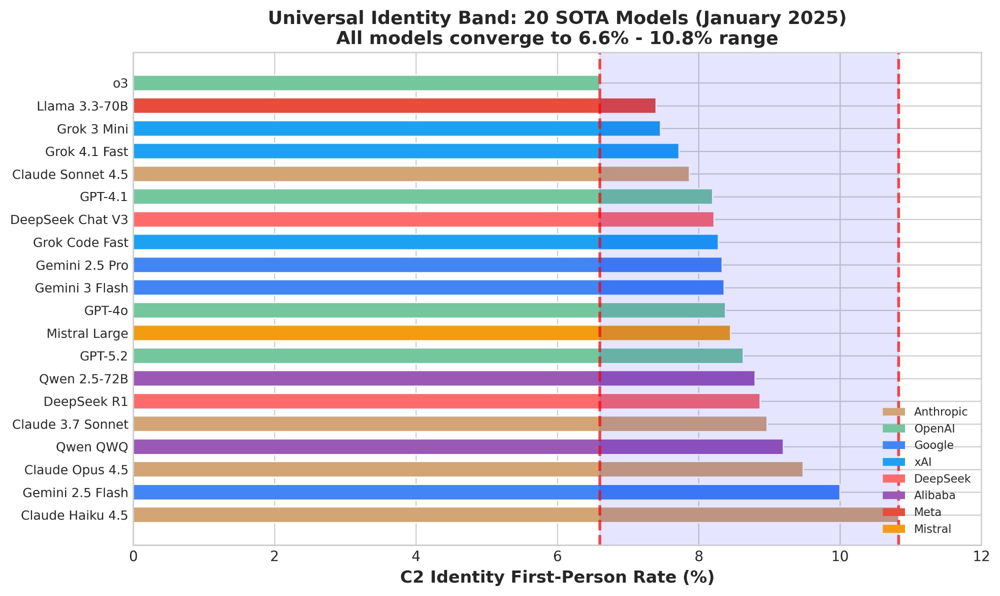 Universal Identity Band: 20 SOTA Models (January 2025)
All models converge to 6.6% - 10.8% range
o3
Llama 3.3-70B
Grok 3 Mini
Grok 4.1 Fast
Claude Sonnet 4.5
GPT-4.1
DeepSeek Chat V3
Grok Code Fast
Gemini 2.5 Pro
Gemini 3 Flash
GPT-4o
Mistral Large
GPT-5.2
Qwen 2.5-72B
DeepSeek R1
Claude 3.7 Sonnet
Qwen QWQ
Claude Opus 4.5
Gemini 2.5 Flash
Claude Haiku 4.5
Anthropic
OpenAI
Google
xAI
DeepSeek
Alibaba
Meta
Mistral
0 2 4 6 8 10 12
C2 Identity First-Person Rate (%)